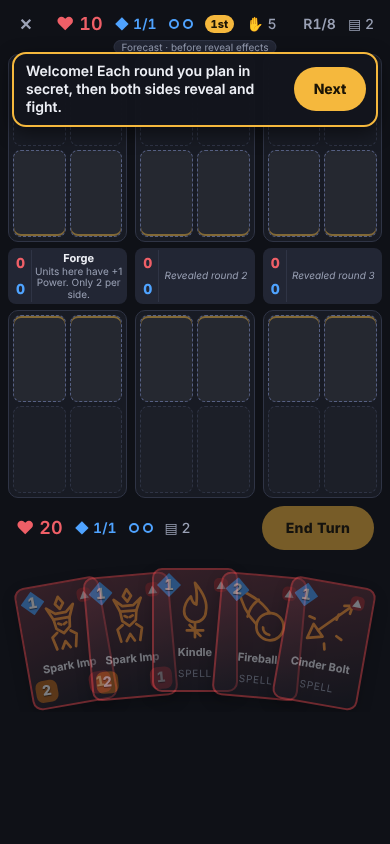 ✕ ♥ 10 ◆ 1/1 1st ✋ 5 R1/8 ▤ 2
Forecast · before reveal effects
Welcome! Each round you plan in
secret, then both sides reveal and
fight.
Next
0
0
Forge
Units here have +1
Power. Only 2 per
side.
0
0
Revealed round 2
0
0
Revealed round 3
♥ 20 ◆ 1/1 ▤ 2
End Turn
1
Spark Imp
2
1
Spark Imp
2
1
Kindle
SPELL
2
Fireball
SPELL
1
Cinder Bolt
SPELL